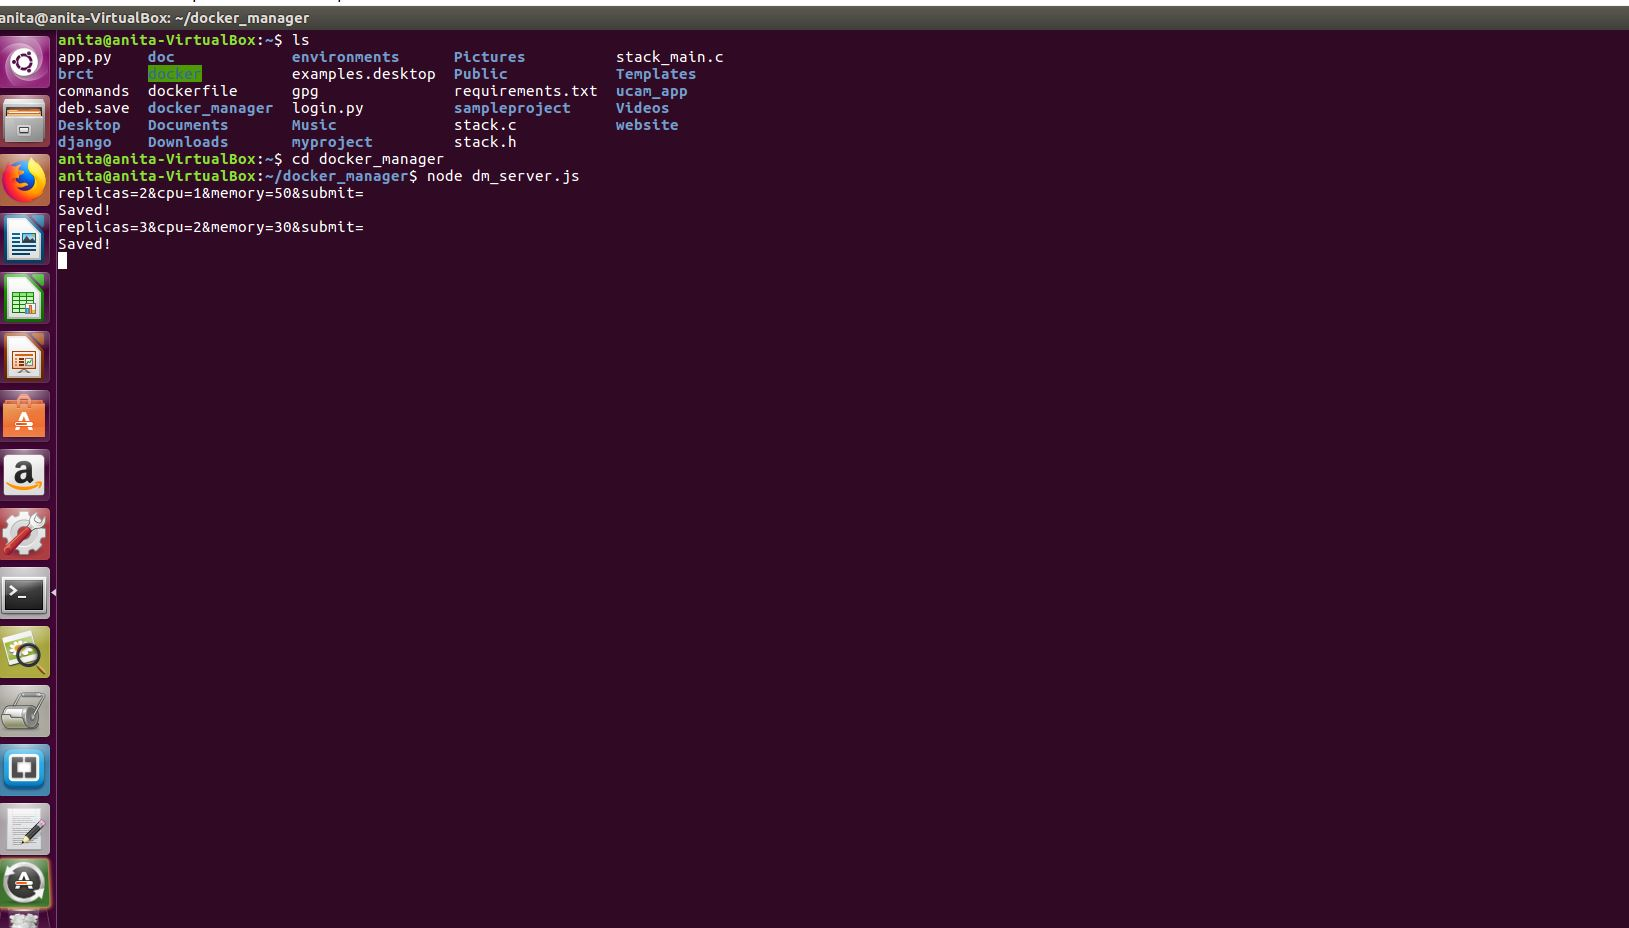 anita@anita-VirtualBox: ~/docker_manager
anita@anita-VirtualBox:~$ ls
app.py doc environments Pictures stack_main.c
brct docker examples.desktop Public Templates
commands dockerfile gpg requirements.txt ucam_app
deb.save docker_manager login.py sampleproject Videos
Desktop Documents Music stack.c website
django Downloads myproject stack.h
anita@anita-VirtualBox:~$ cd docker_manager
anita@anita-VirtualBox:~/docker_manager$ node dm_server.js
replicas=2&cpu=1&memory=50&submit=
Saved!
replicas=3&cpu=2&memory=30&submit=
Saved!